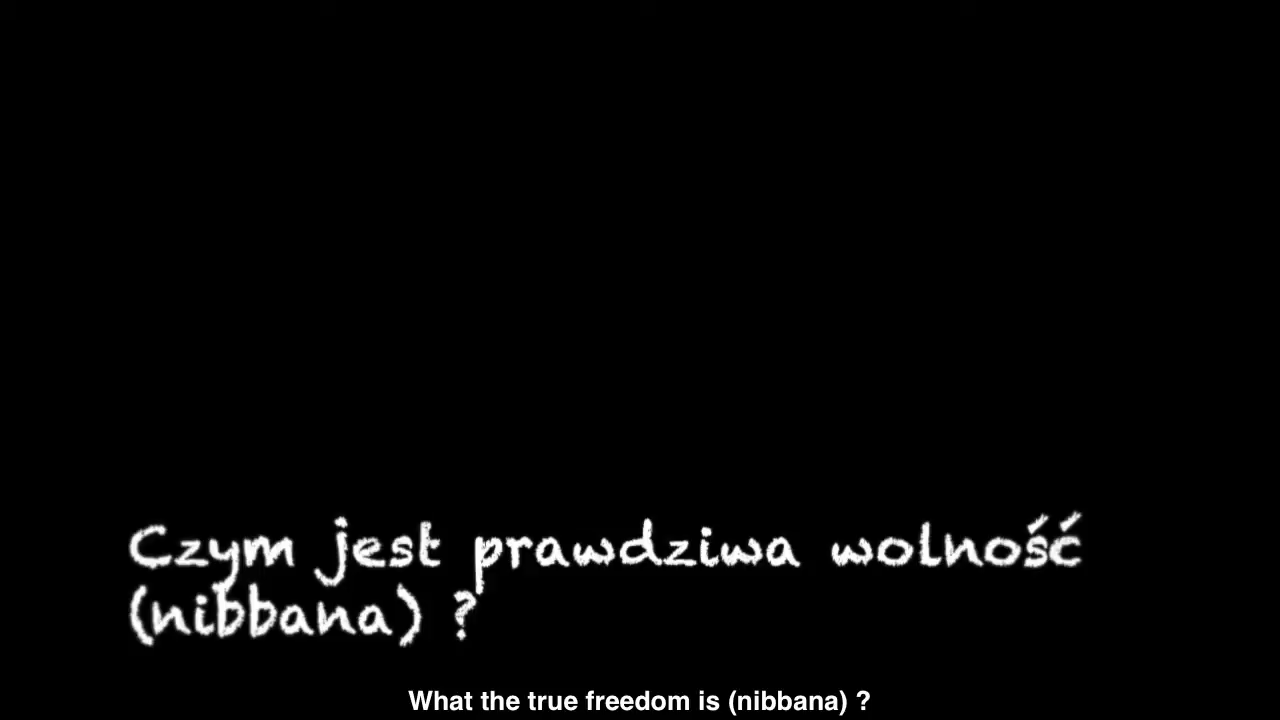 Czym jest prawdziwa wolność
(nibbana) ?
What the true freedom is (nibbana) ?